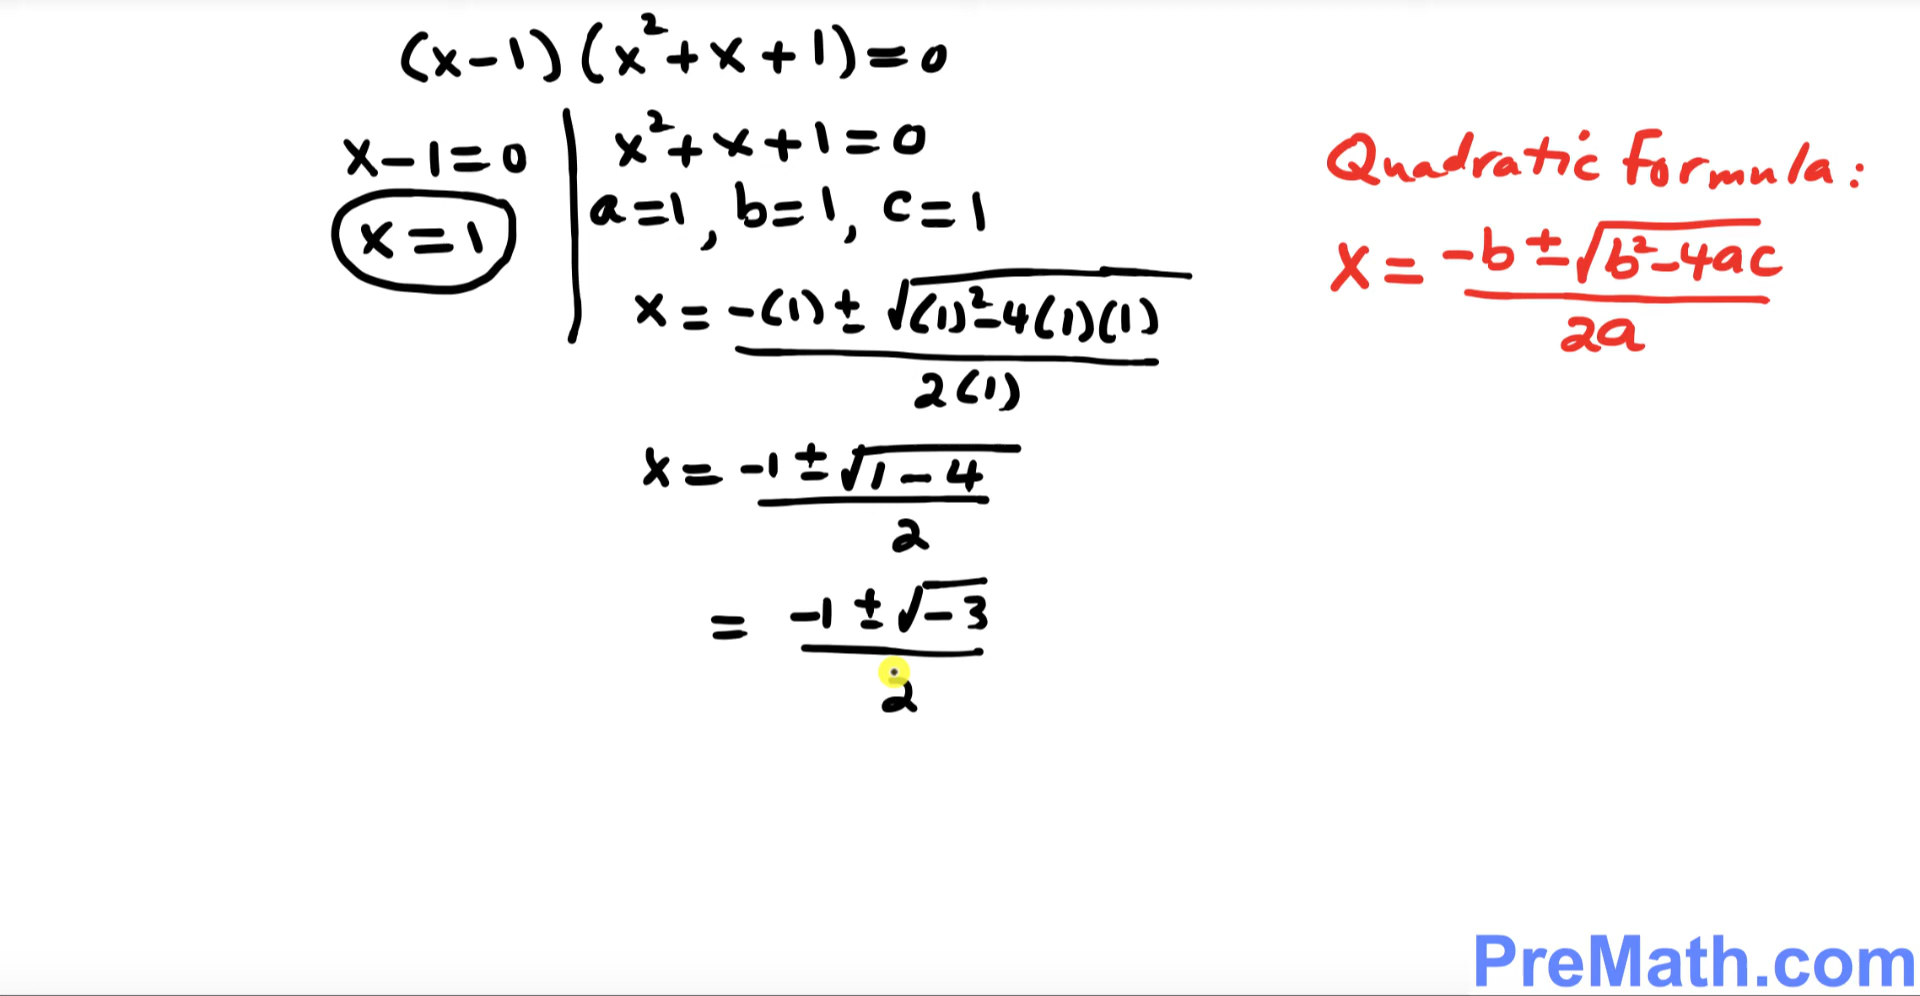 (x-1)(x²+x+1)=0
x-1=0
x=1
x²+x+1=0
a=1, b=1, c=1
x = -(1) ± √(1)²-4(1)(1)
2(1)
x = -1 ± √1-4
2
= -1 ± √-3
2
Quadratic Formula:
x = -b ± √b²-4ac
2a
PreMath.com